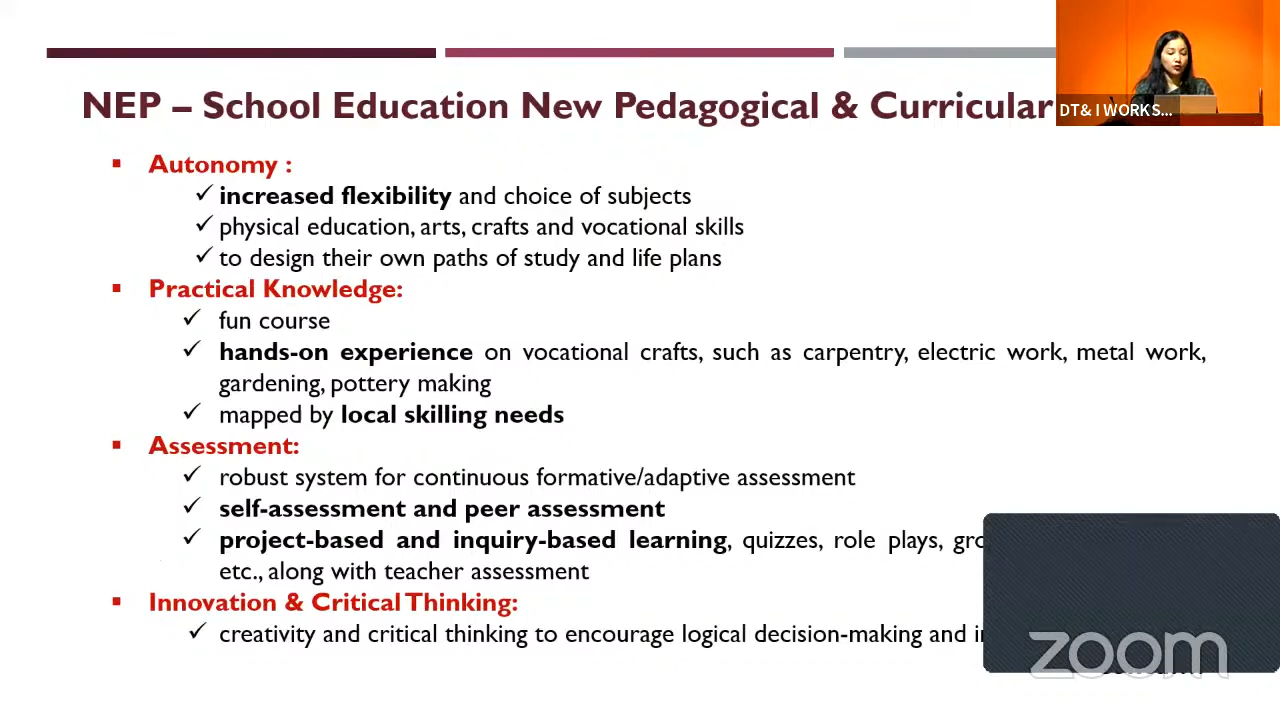 NEP – School Education New Pedagogical & Curricular
DT& I WORKS...
Autonomy :
increased flexibility and choice of subjects
physical education, arts, crafts and vocational skills
to design their own paths of study and life plans
Practical Knowledge:
fun course
hands-on experience on vocational crafts, such as carpentry, electric work, metal work,
gardening, pottery making
mapped by local skilling needs
Assessment:
robust system for continuous formative/adaptive assessment
self-assessment and peer assessment
project-based and inquiry-based learning, quizzes, role plays,
etc., along with teacher assessment
Innovation & Critical Thinking:
creativity and critical thinking to encourage logical decision-making and
zoom